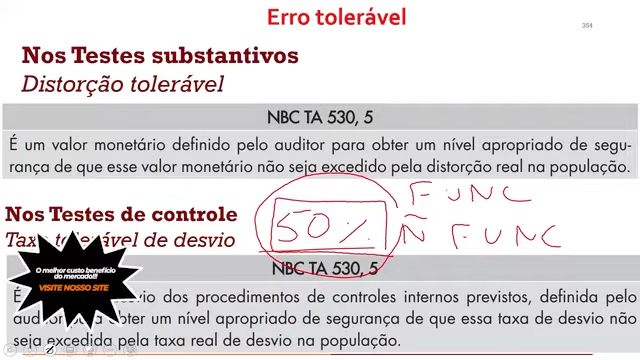 Erro tolerável
354
Nos Testes substantivos
Distorção tolerável
NBC TA 530, 5
É um valor monetário definido pelo auditor para obter um nível apropriado de segu-
rança de que esse valor monetário não seja excedido pela distorção real na população.
FUNC
Nos Testes de controle
50%
Ñ FUNC
tolerável de desvio
NBC TA 530, 5
O melhor custo benefício
do mercado!!!
VISITE NOSSO SITE
É dos procedimentos de controles internos previstos, definida pelo
obter um nível apropriado de segurança de que essa taxa de desvio não
seja excedida pela taxa real de desvio na população.